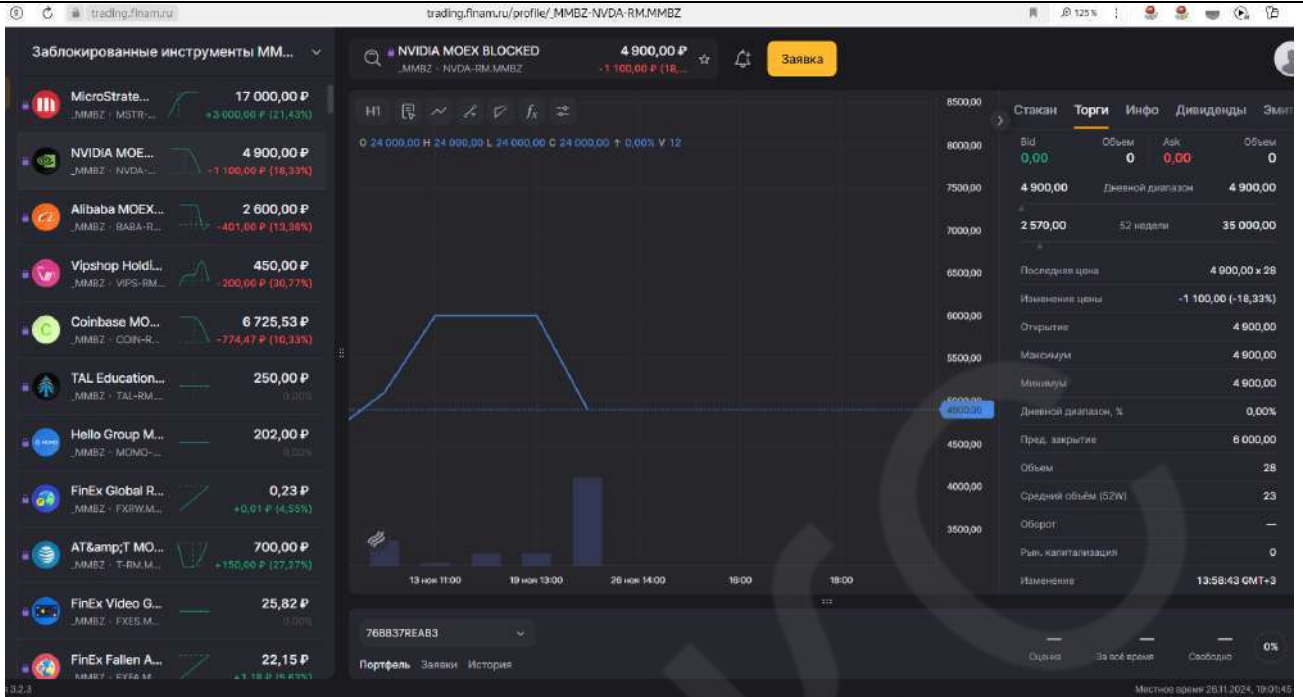 trading.finam.ru
trading.finam.ru/profile/_MMBZ-NVDA-RM.MMBZ
125 %
Заблокированные инструменты MM...
NVIDIA MOEX BLOCKED
_MMBZ · NVDA-RM.MMBZ
4 900,00 ₽
-1 100,00 ₽ (18,...
Заявка
MicroStrate...
17 000,00 ₽
_MMBZ · MSTR-...
+3 000,00 ₽ (21,43%)
NVIDIA MOE...
4 900,00 ₽
_MMBZ · NVDA-...
-1 100,00 ₽ (18,33%)
Alibaba MOEX...
2 600,00 ₽
_MMBZ · BABA-R...
-401,00 ₽ (13,36%)
Vipshop Holdi...
450,00 ₽
_MMBZ · VIPS-RM...
-200,00 ₽ (30,77%)
Coinbase MO...
6 725,53 ₽
_MMBZ · COIN-R...
-774,47 ₽ (10,33%)
TAL Education...
250,00 ₽
_MMBZ · TAL-RM...
0,00%
Hello Group M...
202,00 ₽
_MMBZ · MOMO-...
0,00%
FinEx Global R...
0,23 ₽
_MMBZ · FXRW.M...
+0,01 ₽ (4,55%)
AT&amp;T MO...
700,00 ₽
_MMBZ · T-RM.M...
+150,00 ₽ (27,27%)
FinEx Video G...
25,82 ₽
_MMBZ · FXES.M...
0,00%
FinEx Fallen A...
22,15 ₽
_MMBZ · FXFA.M...
+1,18 ₽ (5,63%)
H1
O 24 000,00 H 24 000,00 L 24 000,00 C 24 000,00 ↑ 0,00% V 12
8500,00
8000,00
7500,00
7000,00
6500,00
6000,00
5500,00
5000,00
4900,00
4500,00
4000,00
3500,00
13 ноя 11:00
19 ноя 13:00
26 ноя 14:00
16:00
18:00
Стакан Торги Инфо Дивиденды Эмит
Bid Объем Ask Объем
0,00 0 0,00 0
4 900,00 Дневной диапазон 4 900,00
2 570,00 52 недели 35 000,00
Последняя цена 4 900,00 x 28
Изменение цены -1 100,00 (-18,33%)
Открытие 4 900,00
Максимум 4 900,00
Минимум 4 900,00
Дневной диапазон, % 0,00%
Пред. закрытие 6 000,00
Объем 28
Средний объём (52W) 23
Оборот —
Рын. капитализация 0
Изменение 13:58:43 GMT+3
768837REAB3
Портфель Заявки История
— — —
Оценка За всё время Свободно
0%
3.2.3
Местное время 26.11.2024, 19:01:45